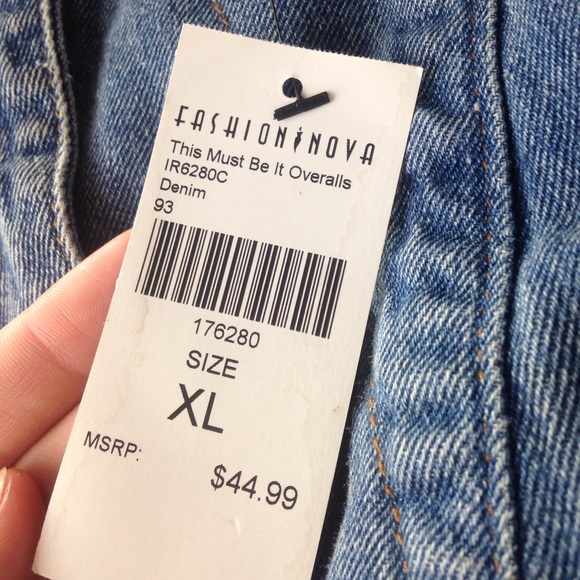 FASHION NOVA
This Must Be It Overalls
IR6280C
Denim
93
176280
SIZE
XL
MSRP:
$44.99